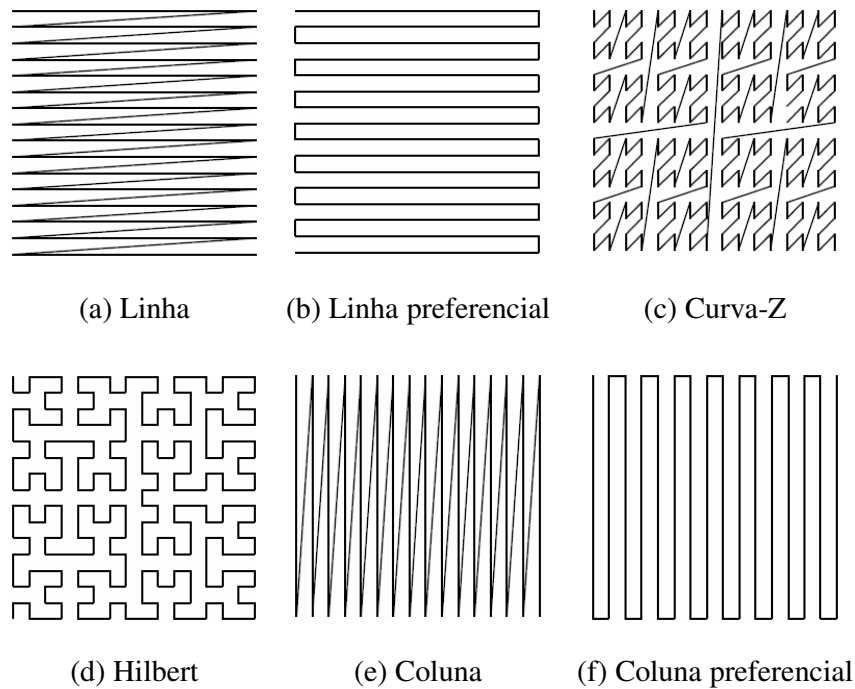 (a) Linha (b) Linha preferencial (c) Curva-Z
(d) Hilbert (e) Coluna (f) Coluna preferencial